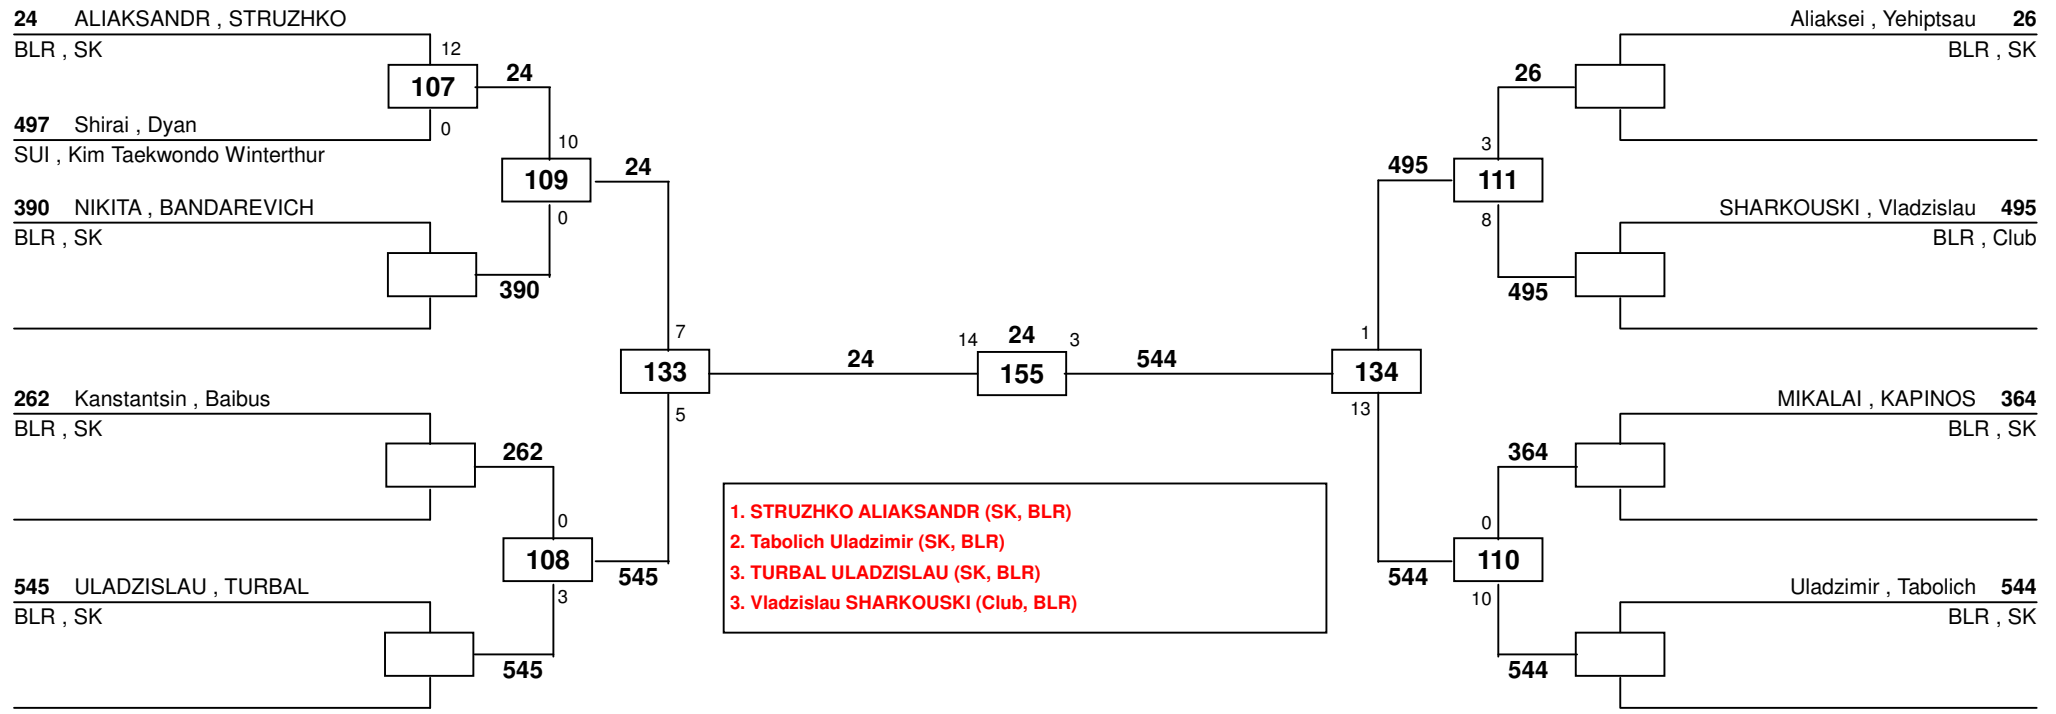 24 ALIAKSANDR , STRUZHKO
BLR , SK
12
107
24
497 Shirai , Dyan
0
SUI , Kim Taekwondo Winterthur
10
109
24
390 NIKITA , BANDAREVICH
0
BLR , SK
390
7
133
24
5
262 Kanstantsin , Baibus
BLR , SK
262
0
108
545
3
545 ULADZISLAU , TURBAL
BLR , SK
545
14 24 3
155
544
1. STRUZHKO ALIAKSANDR (SK, BLR)
2. Tabolich Uladzimir (SK, BLR)
3. TURBAL ULADZISLAU (SK, BLR)
3. Vladzislau SHARKOUSKI (Club, BLR)
Aliaksei , Yehiptsau 26
BLR , SK
26
3
495
111
8
SHARKOUSKI , Vladzislau 495
BLR , Club
495
1
134
13
MIKALAI , KAPINOS 364
BLR , SK
364
0
110
544
10
Uladzimir , Tabolich 544
BLR , SK
544